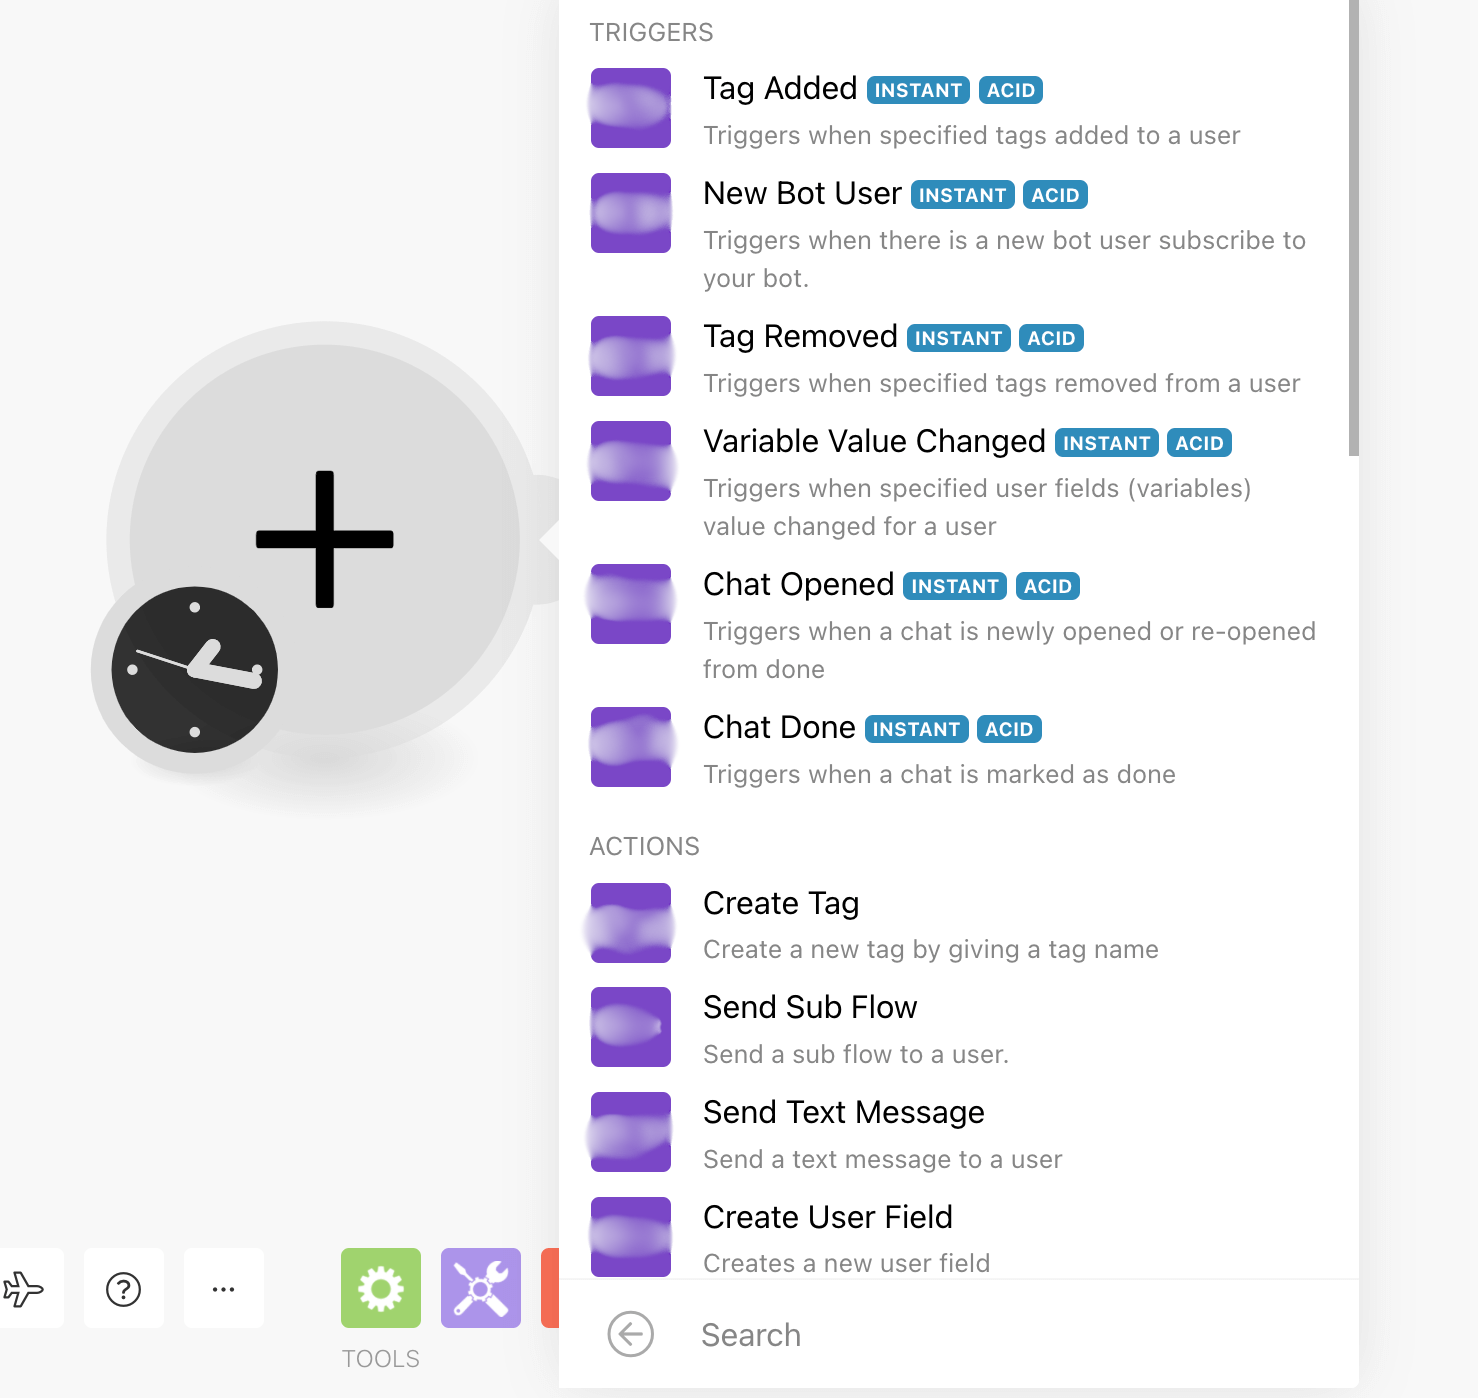 TRIGGERS
Tag Added INSTANT ACID
Triggers when specified tags added to a user
New Bot User INSTANT ACID
Triggers when there is a new bot user subscribe to
your bot.
Tag Removed INSTANT ACID
Triggers when specified tags removed from a user
Variable Value Changed INSTANT ACID
Triggers when specified user fields (variables)
value changed for a user
Chat Opened INSTANT ACID
Triggers when a chat is newly opened or re-opened
from done
Chat Done INSTANT ACID
Triggers when a chat is marked as done
ACTIONS
Create Tag
Create a new tag by giving a tag name
Send Sub Flow
Send a sub flow to a user.
Send Text Message
Send a text message to a user
Create User Field
Creates a new user field
Search
TOOLS